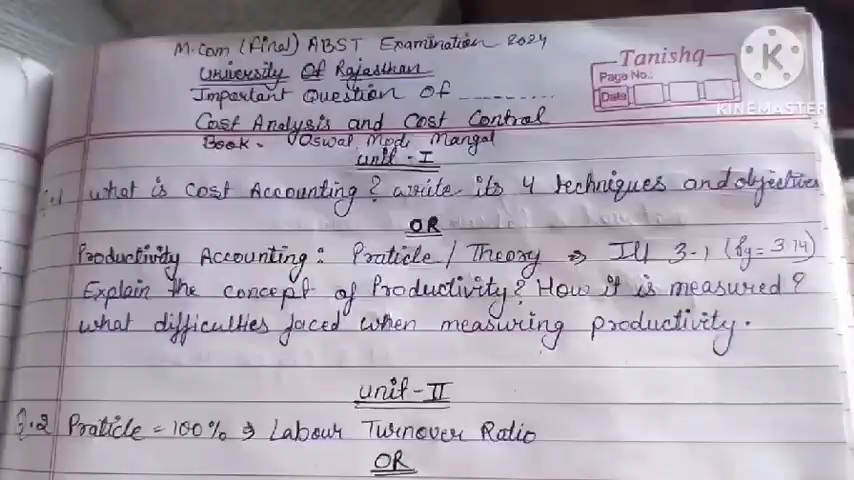 M.Com (Final) ABST Examination 2024
University Of Rajasthan
Important Question Of ----------
Cost Analysis and Cost Control
Book - Oswal Modi Mangal
Unit - I
what is Cost Accounting? write its 4 techniques and objectives
OR
Productivity Accounting: Praticle / Theory ⇒ Ill 3.1 (Pg = 3.14)
Explain the concept of Productivity? How it is measured?
what difficulties faced when measuring productivity.
Unit - II
Q.2 Praticle = 100% ⇒ Labour Turnover Ratio
OR
Tanishq
Page No.:
Date
K
KINEMASTER